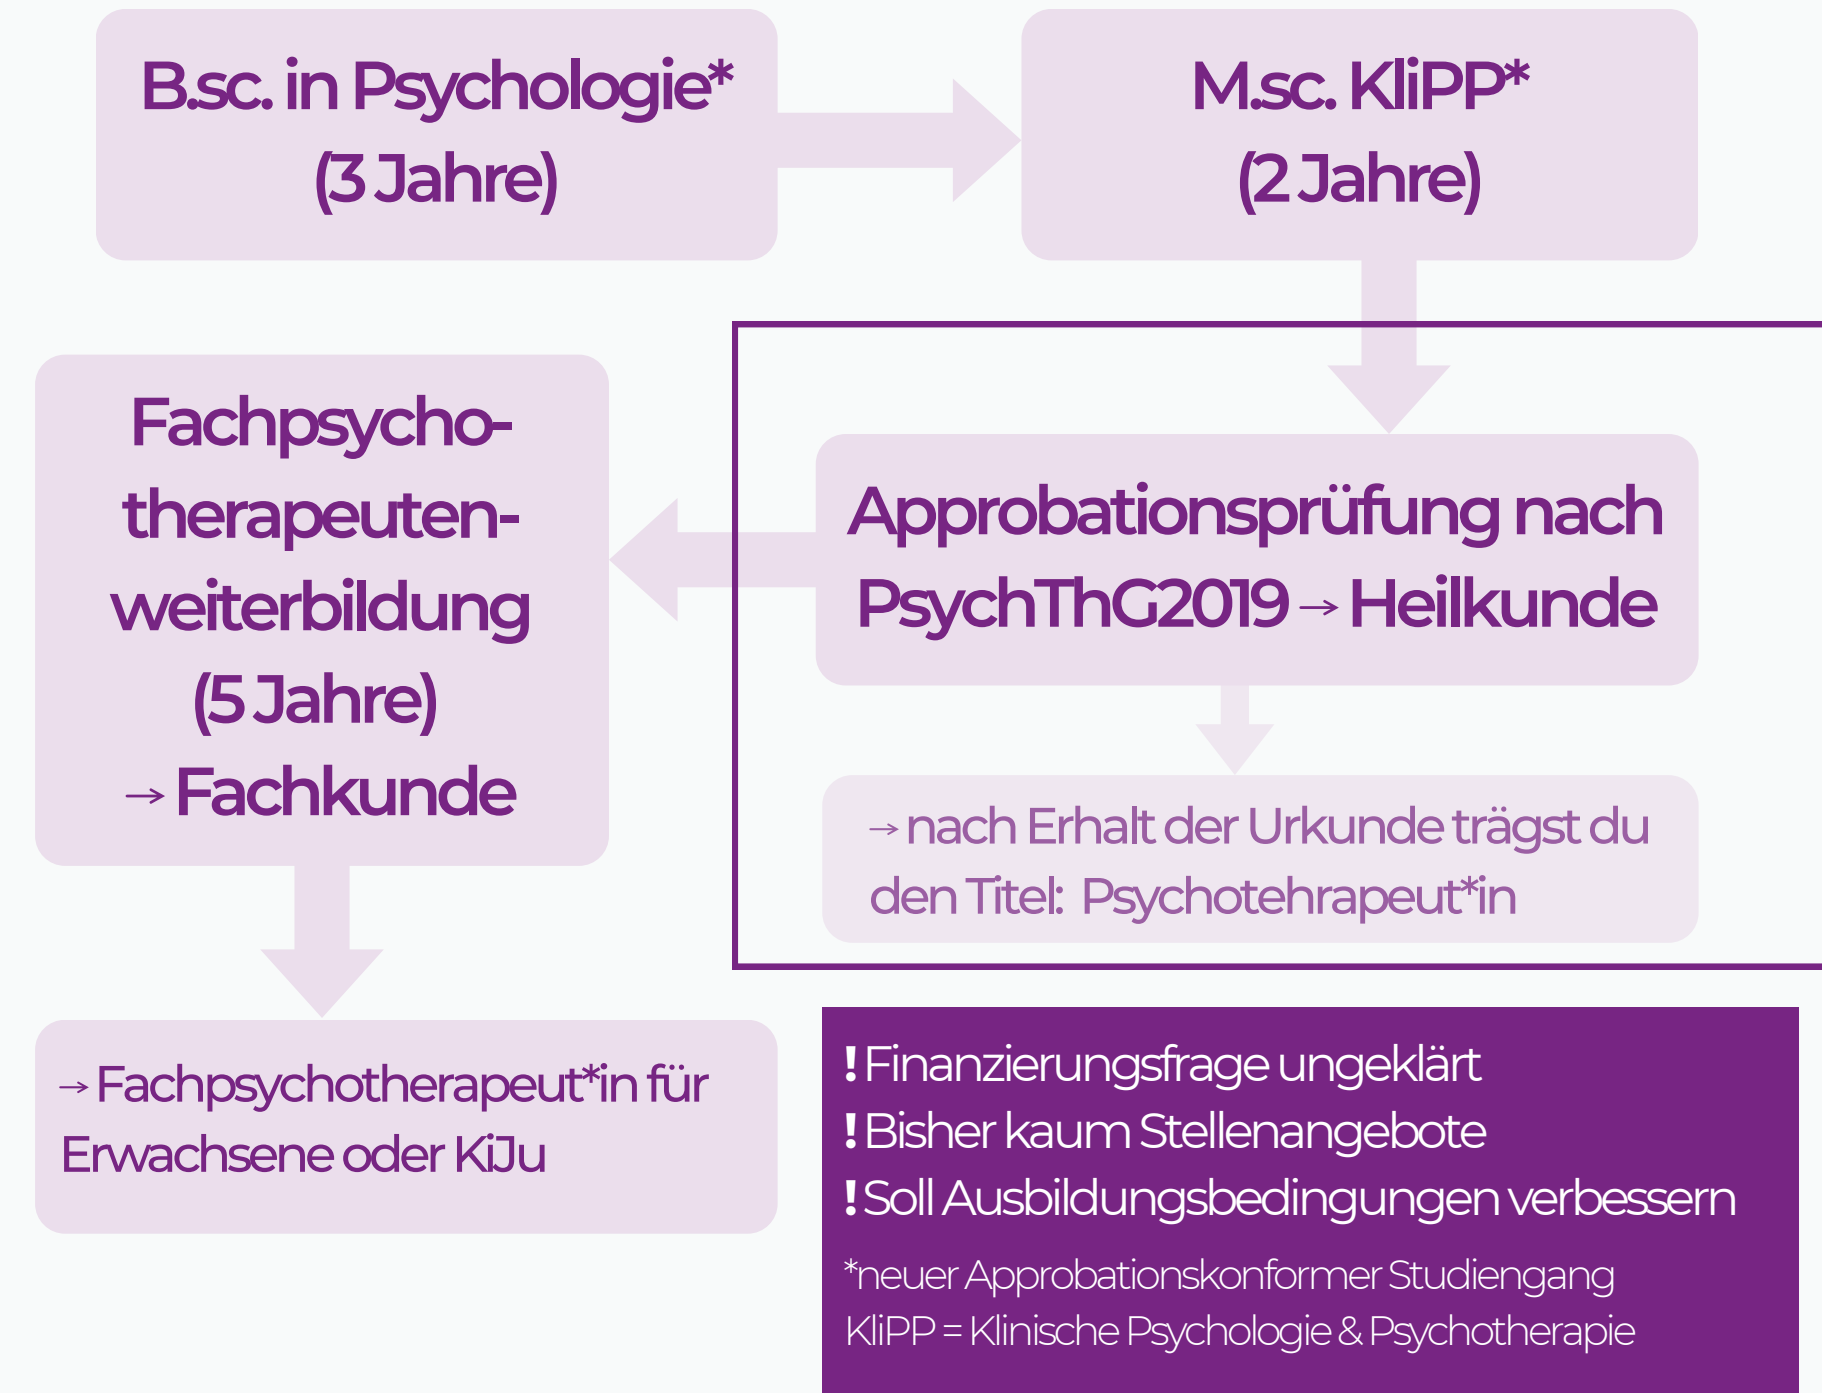 B.sc. in Psychologie*
(3 Jahre)
M.sc. KliPP*
(2 Jahre)
Approbationsprüfung nach
PsychThG2019 → Heilkunde
→ nach Erhalt der Urkunde trägst du
den Titel: Psychotehrapeut*in
Fachpsycho-
therapeuten-
weiterbildung
(5 Jahre)
→ Fachkunde
→ Fachpsychotherapeut*in für
Erwachsene oder KiJu
! Finanzierungsfrage ungeklärt
! Bisher kaum Stellenangebote
! Soll Ausbildungsbedingungen verbessern
*neuer Approbationskonformer Studiengang
KliPP = Klinische Psychologie & Psychotherapie